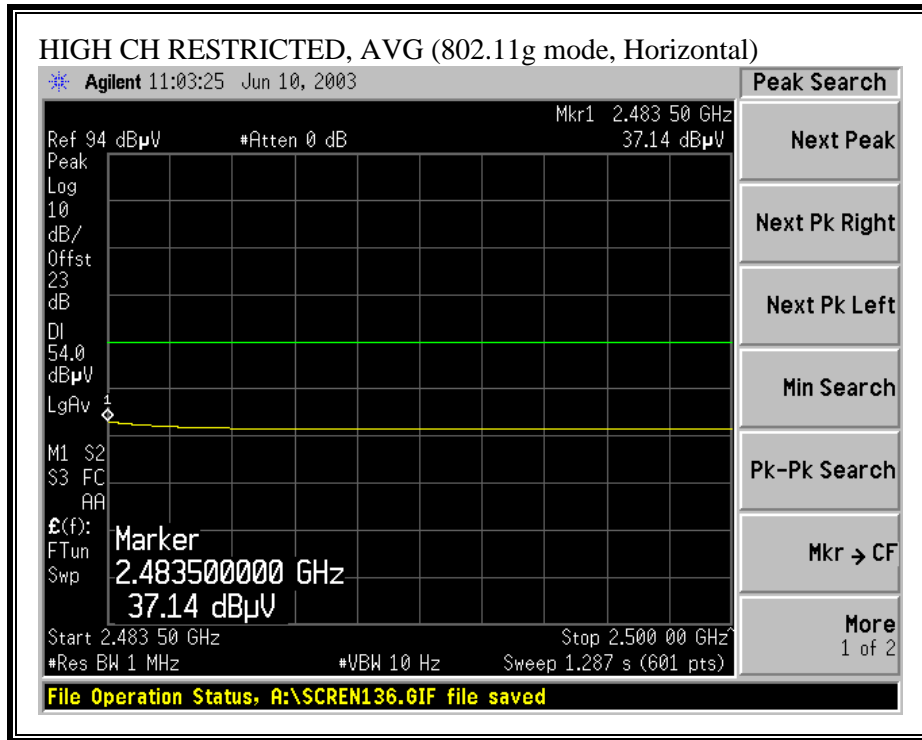 HIGH CH RESTRICTED, AVG (802.11g mode, Horizontal)
Agilent 11:03:25 Jun 10, 2003
Peak Search
Mkr1 2.483 50 GHz
Ref 94 dBµV #Atten 0 dB 37.14 dBµV
Peak
Log
10
dB/
Offst
23
dB
DI
54.0
dBµV
LgAv
1
M1 S2
S3 FC
AA
£(f):
FTun
Swp
Marker
2.483500000 GHz
37.14 dBµV
Start 2.483 50 GHz Stop 2.500 00 GHz^
#Res BW 1 MHz #VBW 10 Hz Sweep 1.287 s (601 pts)
Next Peak
Next Pk Right
Next Pk Left
Min Search
Pk-Pk Search
Mkr → CF
More
1 of 2
File Operation Status, A:\SCREN136.GIF file saved